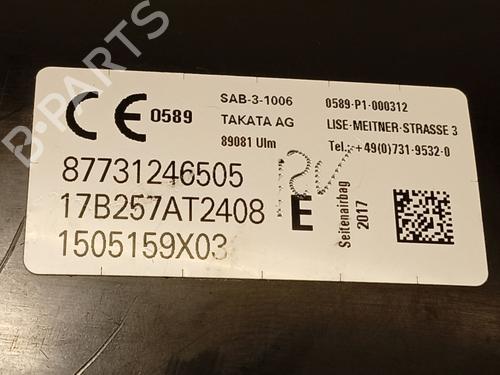 B-PARTS
CE 0589
SAB-3-1006
TAKATA AG
89081 Ulm
0589-P1-000312
LISE-MEITNER-STRASSE 3
Tel.: +49(0)731-9532-0
87731246505
17B257AT2408
1505159X03
E
Seitenairbag
2017